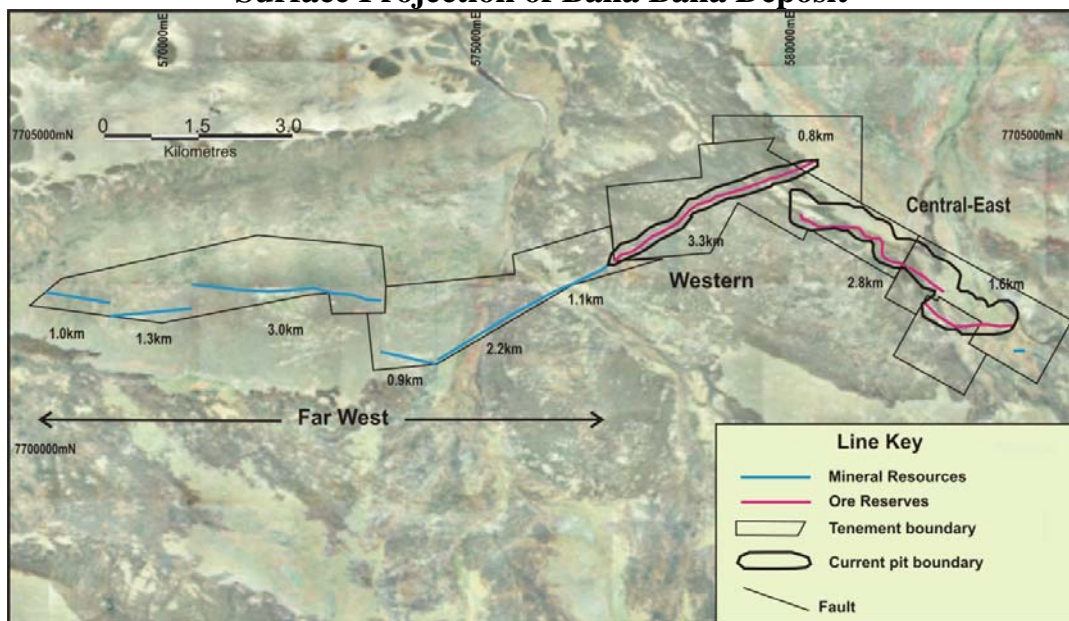 Surface Projection of Balla Balla Deposit
570000mE
575000mE
580000mE
7705000mN
7705000mN
0 1.5 3.0
Kilometres
0.8km
Central-East
3.3km
Western
2.8km
1.6km
1.1km
1.0km
1.3km
3.0km
2.2km
0.9km
Far West
7700000mN
Line Key
Mineral Resources
Ore Reserves
Tenement boundary
Current pit boundary
Fault